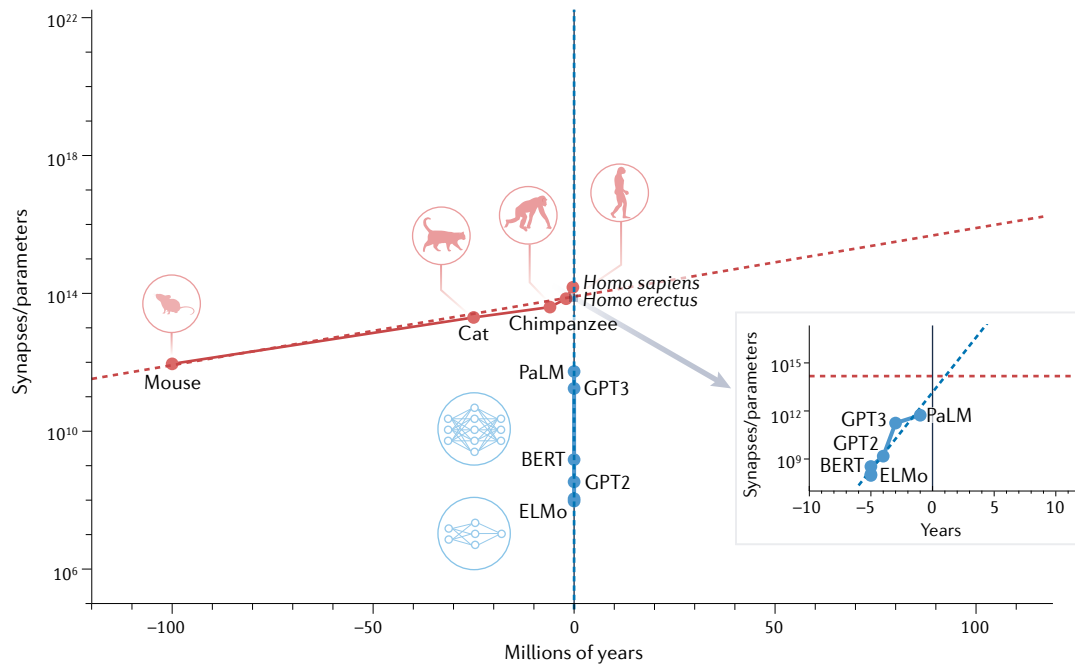 10²²
10¹⁸
10¹⁴
10¹⁰
10⁶
Synapses/parameters
−100
−50
0
50
100
Millions of years
Mouse
Cat
Chimpanzee
Homo sapiens
Homo erectus
PaLM
GPT3
BERT
GPT2
ELMo
10¹⁵
10¹²
10⁹
Synapses/parameters
GPT3
PaLM
GPT2
BERT
ELMo
−10
−5
0
5
10
Years